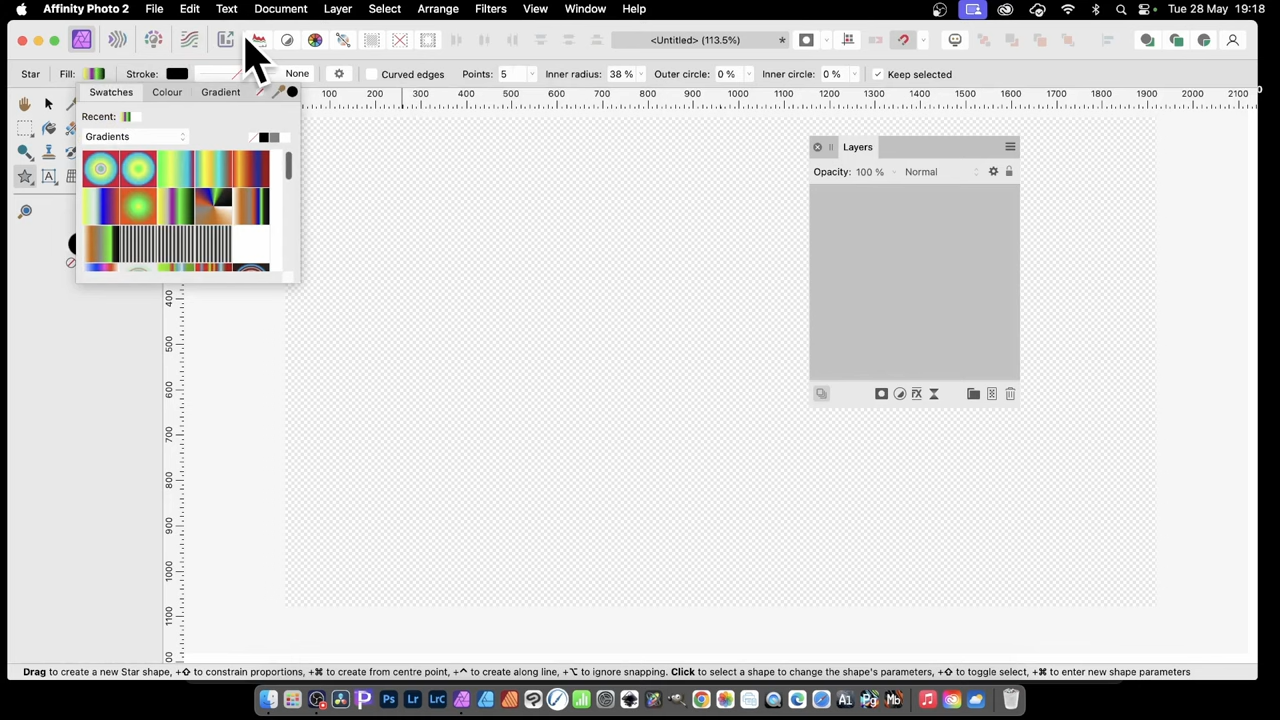 Affinity Photo 2 File Edit Text Document Layer Select Arrange Filters View Window Help Tue 28 May 19:18
<Untitled> (113.5%) *
Star Fill: Stroke: None Curved edges Points: 5 Inner radius: 38 % Outer circle: 0 % Inner circle: 0 % Keep selected
Swatches Colour Gradient
100 200 300 400 500 600 700 800 900 1000 1100 1200 1300 1400 1500 1600 1700 1800 1900 2000 2100
Recent:
Gradients
Layers
Opacity: 100 % Normal
400
500
600
700
800
900
1000
1100
Drag to create a new Star shape, +⇧ to constrain proportions, +⌘ to create from centre point, +^ to create along line, +⌥ to ignore snapping. Click to select a shape to change the shape's parameters, +⇧ to toggle select, +⌘ to enter new shape parameters
Ps Lr LrC Ai Pg Mb